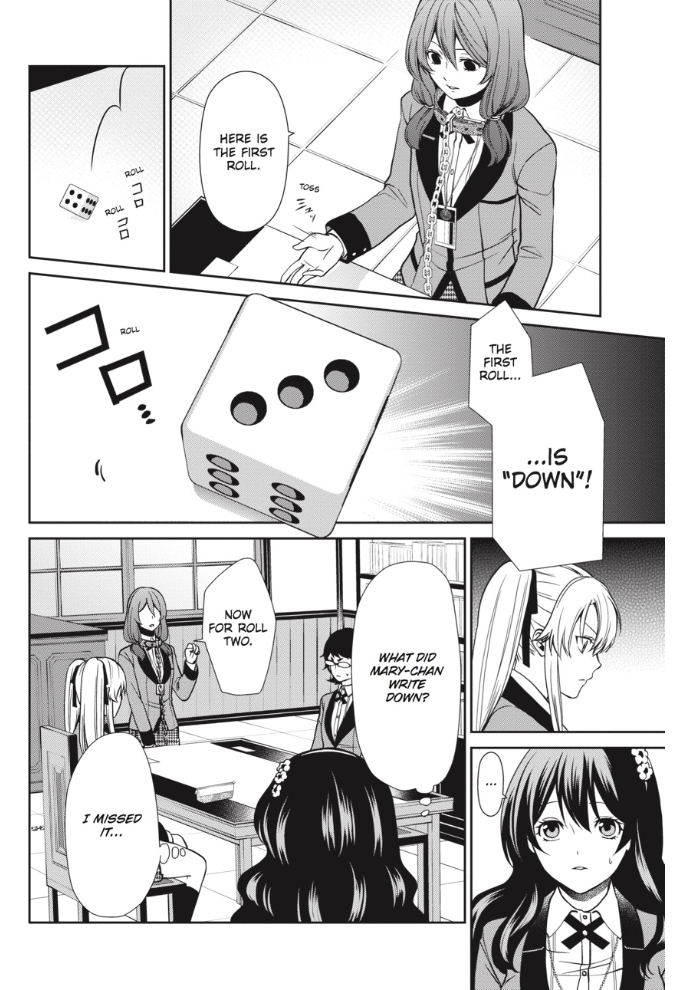 HERE IS
THE FIRST
ROLL.
TOSS
ROLL
コロ
ROLL
コロ
THE
FIRST
ROLL...
...IS
"DOWN"!
ROLL
コロ
...
NOW
FOR ROLL
TWO.
WHAT DID
MARY-CHAN
WRITE
DOWN?
I MISSED
IT...